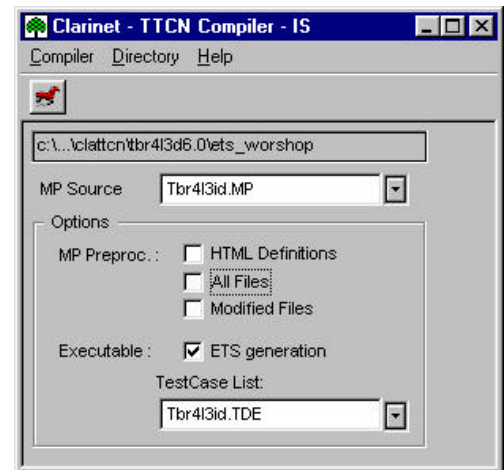 Clarinet - TTCN Compiler - IS
Compiler Directory Help
c:\...\clattcn\tbr4l3d6.0\ets_worshop
MP Source Tbr4l3id.MP
Options
MP Preproc. : HTML Definitions
All Files
Modified Files
Executable : ETS generation
TestCase List:
Tbr4l3id.TDE